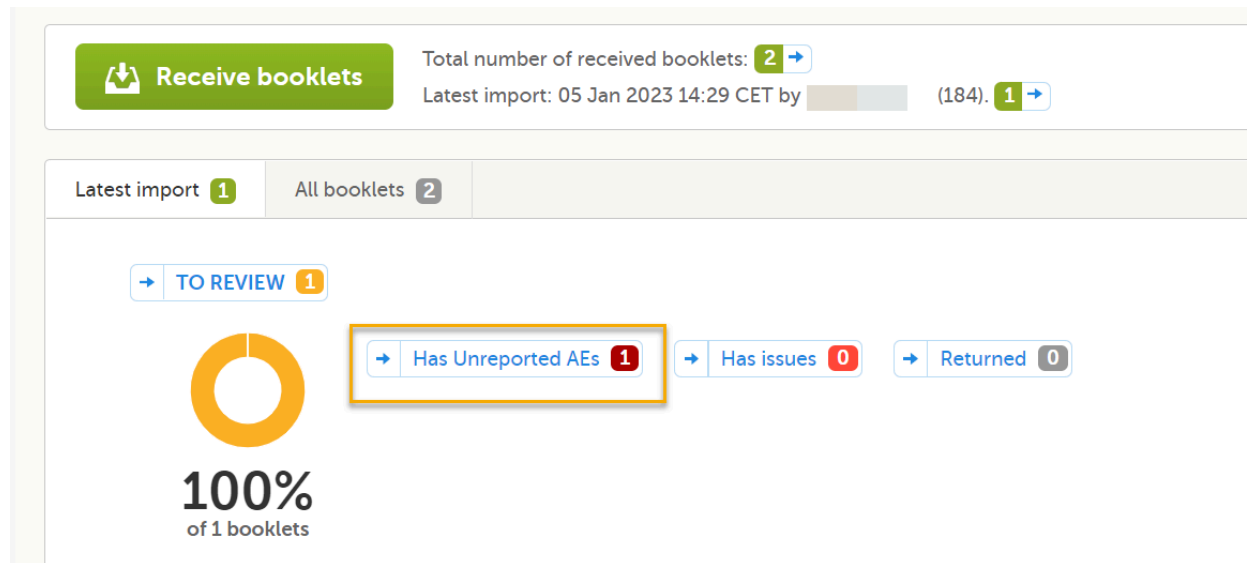 Receive booklets
Total number of received booklets: 2
Latest import: 05 Jan 2023 14:29 CET by (184). 1
Latest import 1 All booklets 2
TO REVIEW 1
Has Unreported AEs 1 Has issues 0 Returned 0
100%
of 1 booklets